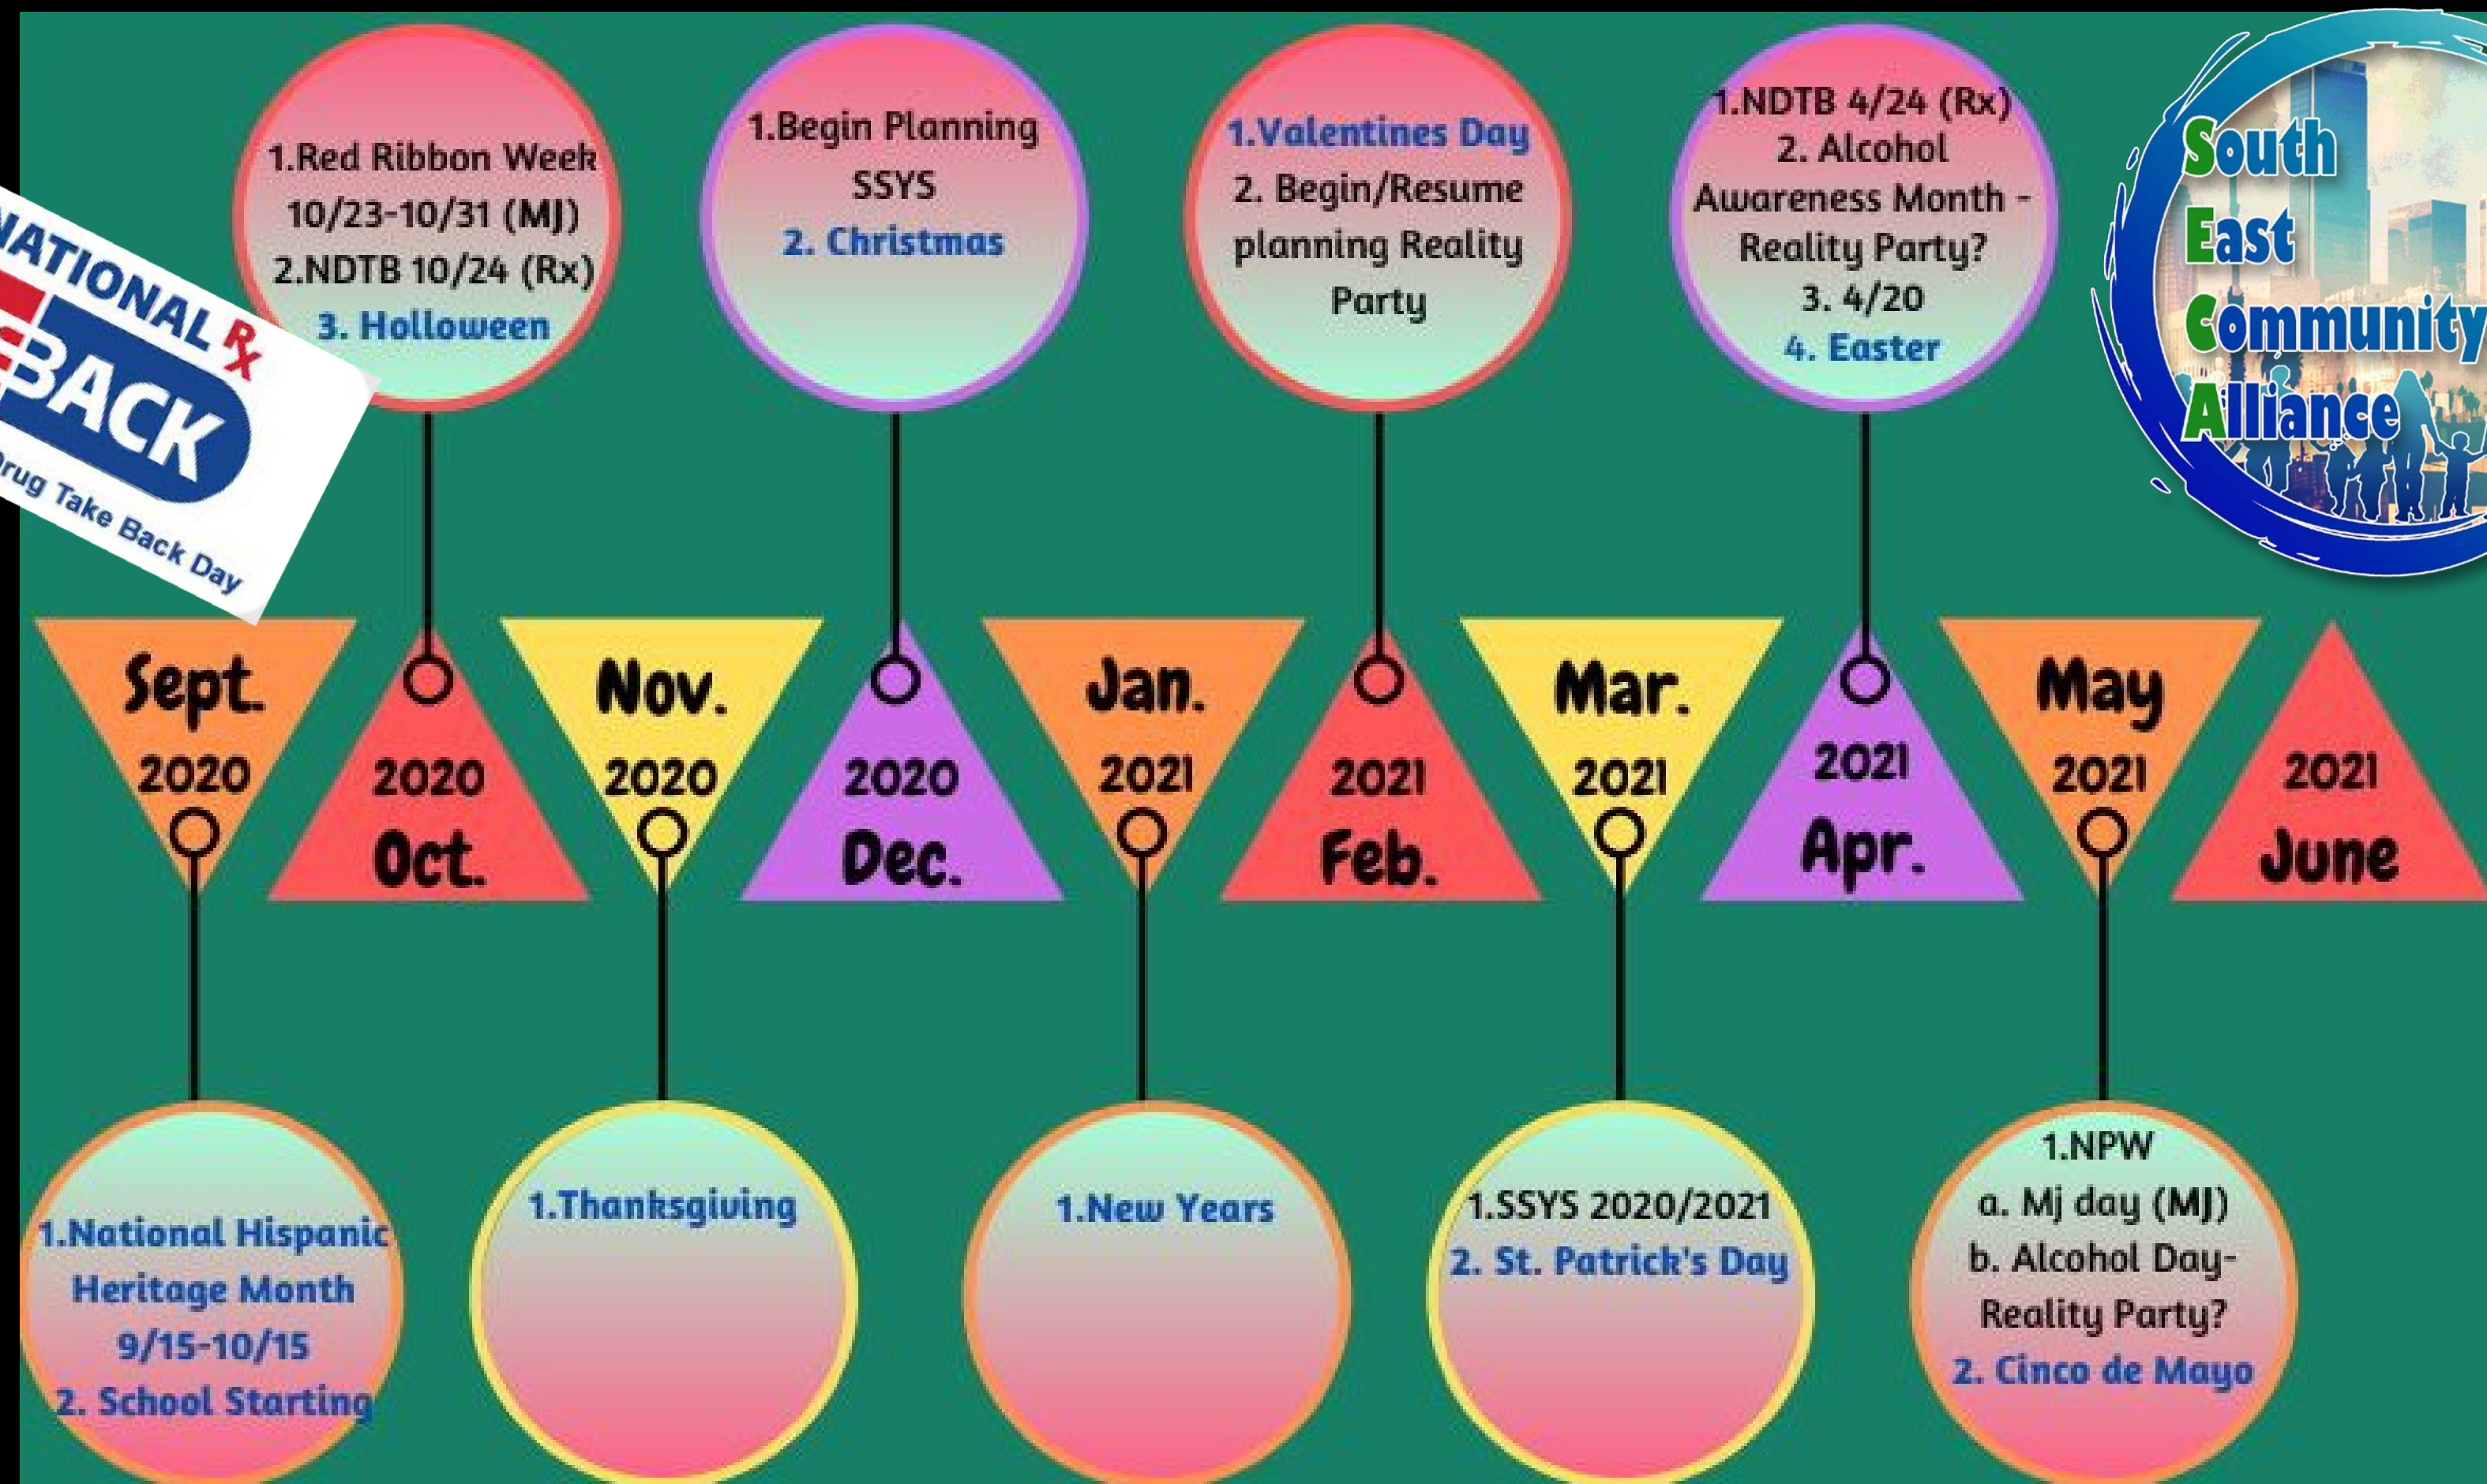 1.Red Ribbon Week
10/23-10/31 (MJ)
2.NDTB 10/24 (Rx)
3. Holloween
1.Begin Planning
SSYS
2. Christmas
1.Valentines Day
2. Begin/Resume
planning Reality
Party
1.NDTB 4/24 (Rx)
2. Alcohol
Awareness Month -
Reality Party?
3. 4/20
4. Easter
South
East
Community
Alliance
NATIONAL Rx
BACK
Drug Take Back Day
Sept.
2020
2020
Oct.
Nov.
2020
2020
Dec.
Jan.
2021
2021
Feb.
Mar.
2021
2021
Apr.
May
2021
2021
June
1.National Hispanic
Heritage Month
9/15-10/15
2. School Starting
1.Thanksgiving
1.New Years
1.SSYS 2020/2021
2. St. Patrick's Day
1.NPW
a. Mj day (MJ)
b. Alcohol Day-
Reality Party?
2. Cinco de Mayo